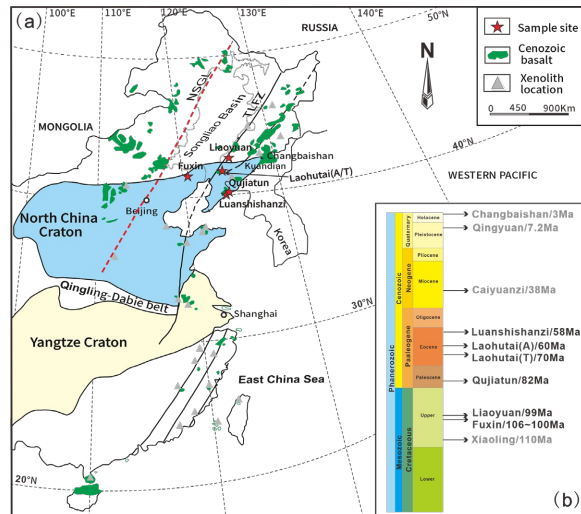 (a)
100°E
110°E
120°E
130°E
140°E
50°N
RUSSIA
Sample site
Cenozoic
basalt
Xenolith
location
0 450 900Km
N
NSGL
Songliao Basin
TLFZ
MONGOLIA
Liaoyuan
Changbaishan
Fuxin
Kuandian
40°N
Laohutai(A/T)
Qujiatun
WESTERN PACIFIC
Beijing
Luanshishanzi
North China
Craton
Korea
Qingling-Dabie belt
30°N
Shanghai
Yangtze Craton
East China Sea
20°N
Phanerozoic
Cenozoic
Mesozoic
Quaternary
Neogeno
Paaleogeno
Cretaceous
Holocene
Pleistocene
Pliocene
Miocene
Oligocene
Eocene
Paleocene
Upper
Lower
Changbaishan/3Ma
Qingyuan/7.2Ma
Caiyuanzi/38Ma
Luanshishanzi/58Ma
Laohutai(A)/60Ma
Laohutai(T)/70Ma
Qujiatun/82Ma
Liaoyuan/99Ma
Fuxin/106~100Ma
Xiaoling/110Ma
(b)